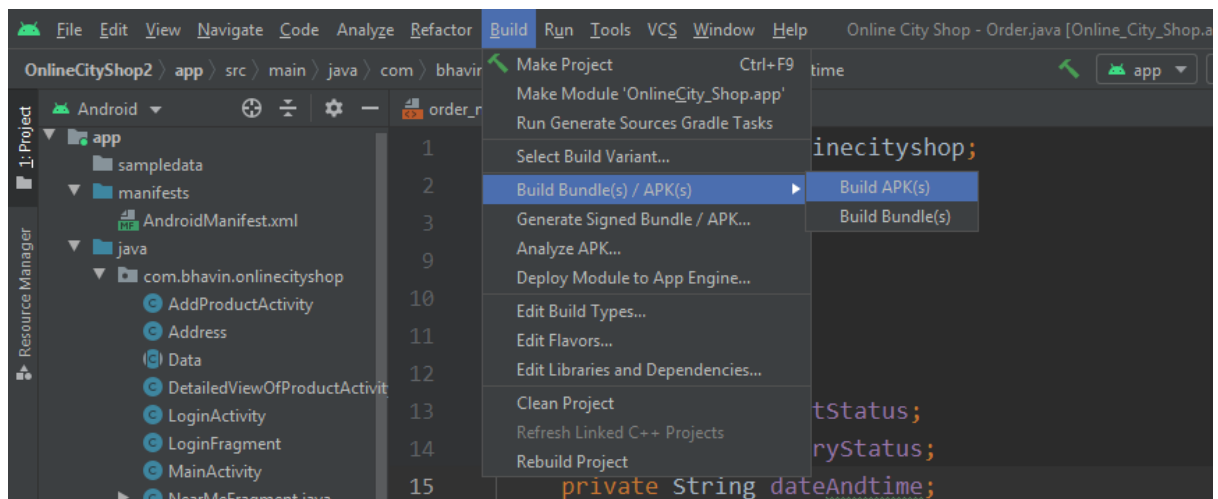 File Edit View Navigate Code Analyze Refactor Build Run Tools VCS Window Help Online City Shop - Order.java [Online_City_Shop.a
OnlineCityShop2 app src main java com bhavin
time
app
Make Project Ctrl+F9
Make Module 'OnlineCity_Shop.app'
Run Generate Sources Gradle Tasks
Select Build Variant...
Build Bundle(s) / APK(s)
Generate Signed Bundle / APK...
Analyze APK...
Deploy Module to App Engine...
Edit Build Types...
Edit Flavors...
Edit Libraries and Dependencies...
Clean Project
Refresh Linked C++ Projects
Rebuild Project
Build APK(s)
Build Bundle(s)
1: Project
Resource Manager
Android
app
sampledata
manifests
AndroidManifest.xml
java
com.bhavin.onlinecityshop
AddProductActivity
Address
Data
DetailedViewOfProductActivit
LoginActivity
LoginFragment
MainActivity
NearMeFragment.java
order_r
1 inecityshop;
2
3
9
10
11
12
13 tStatus;
14 ryStatus;
15 private String dateAndtime;